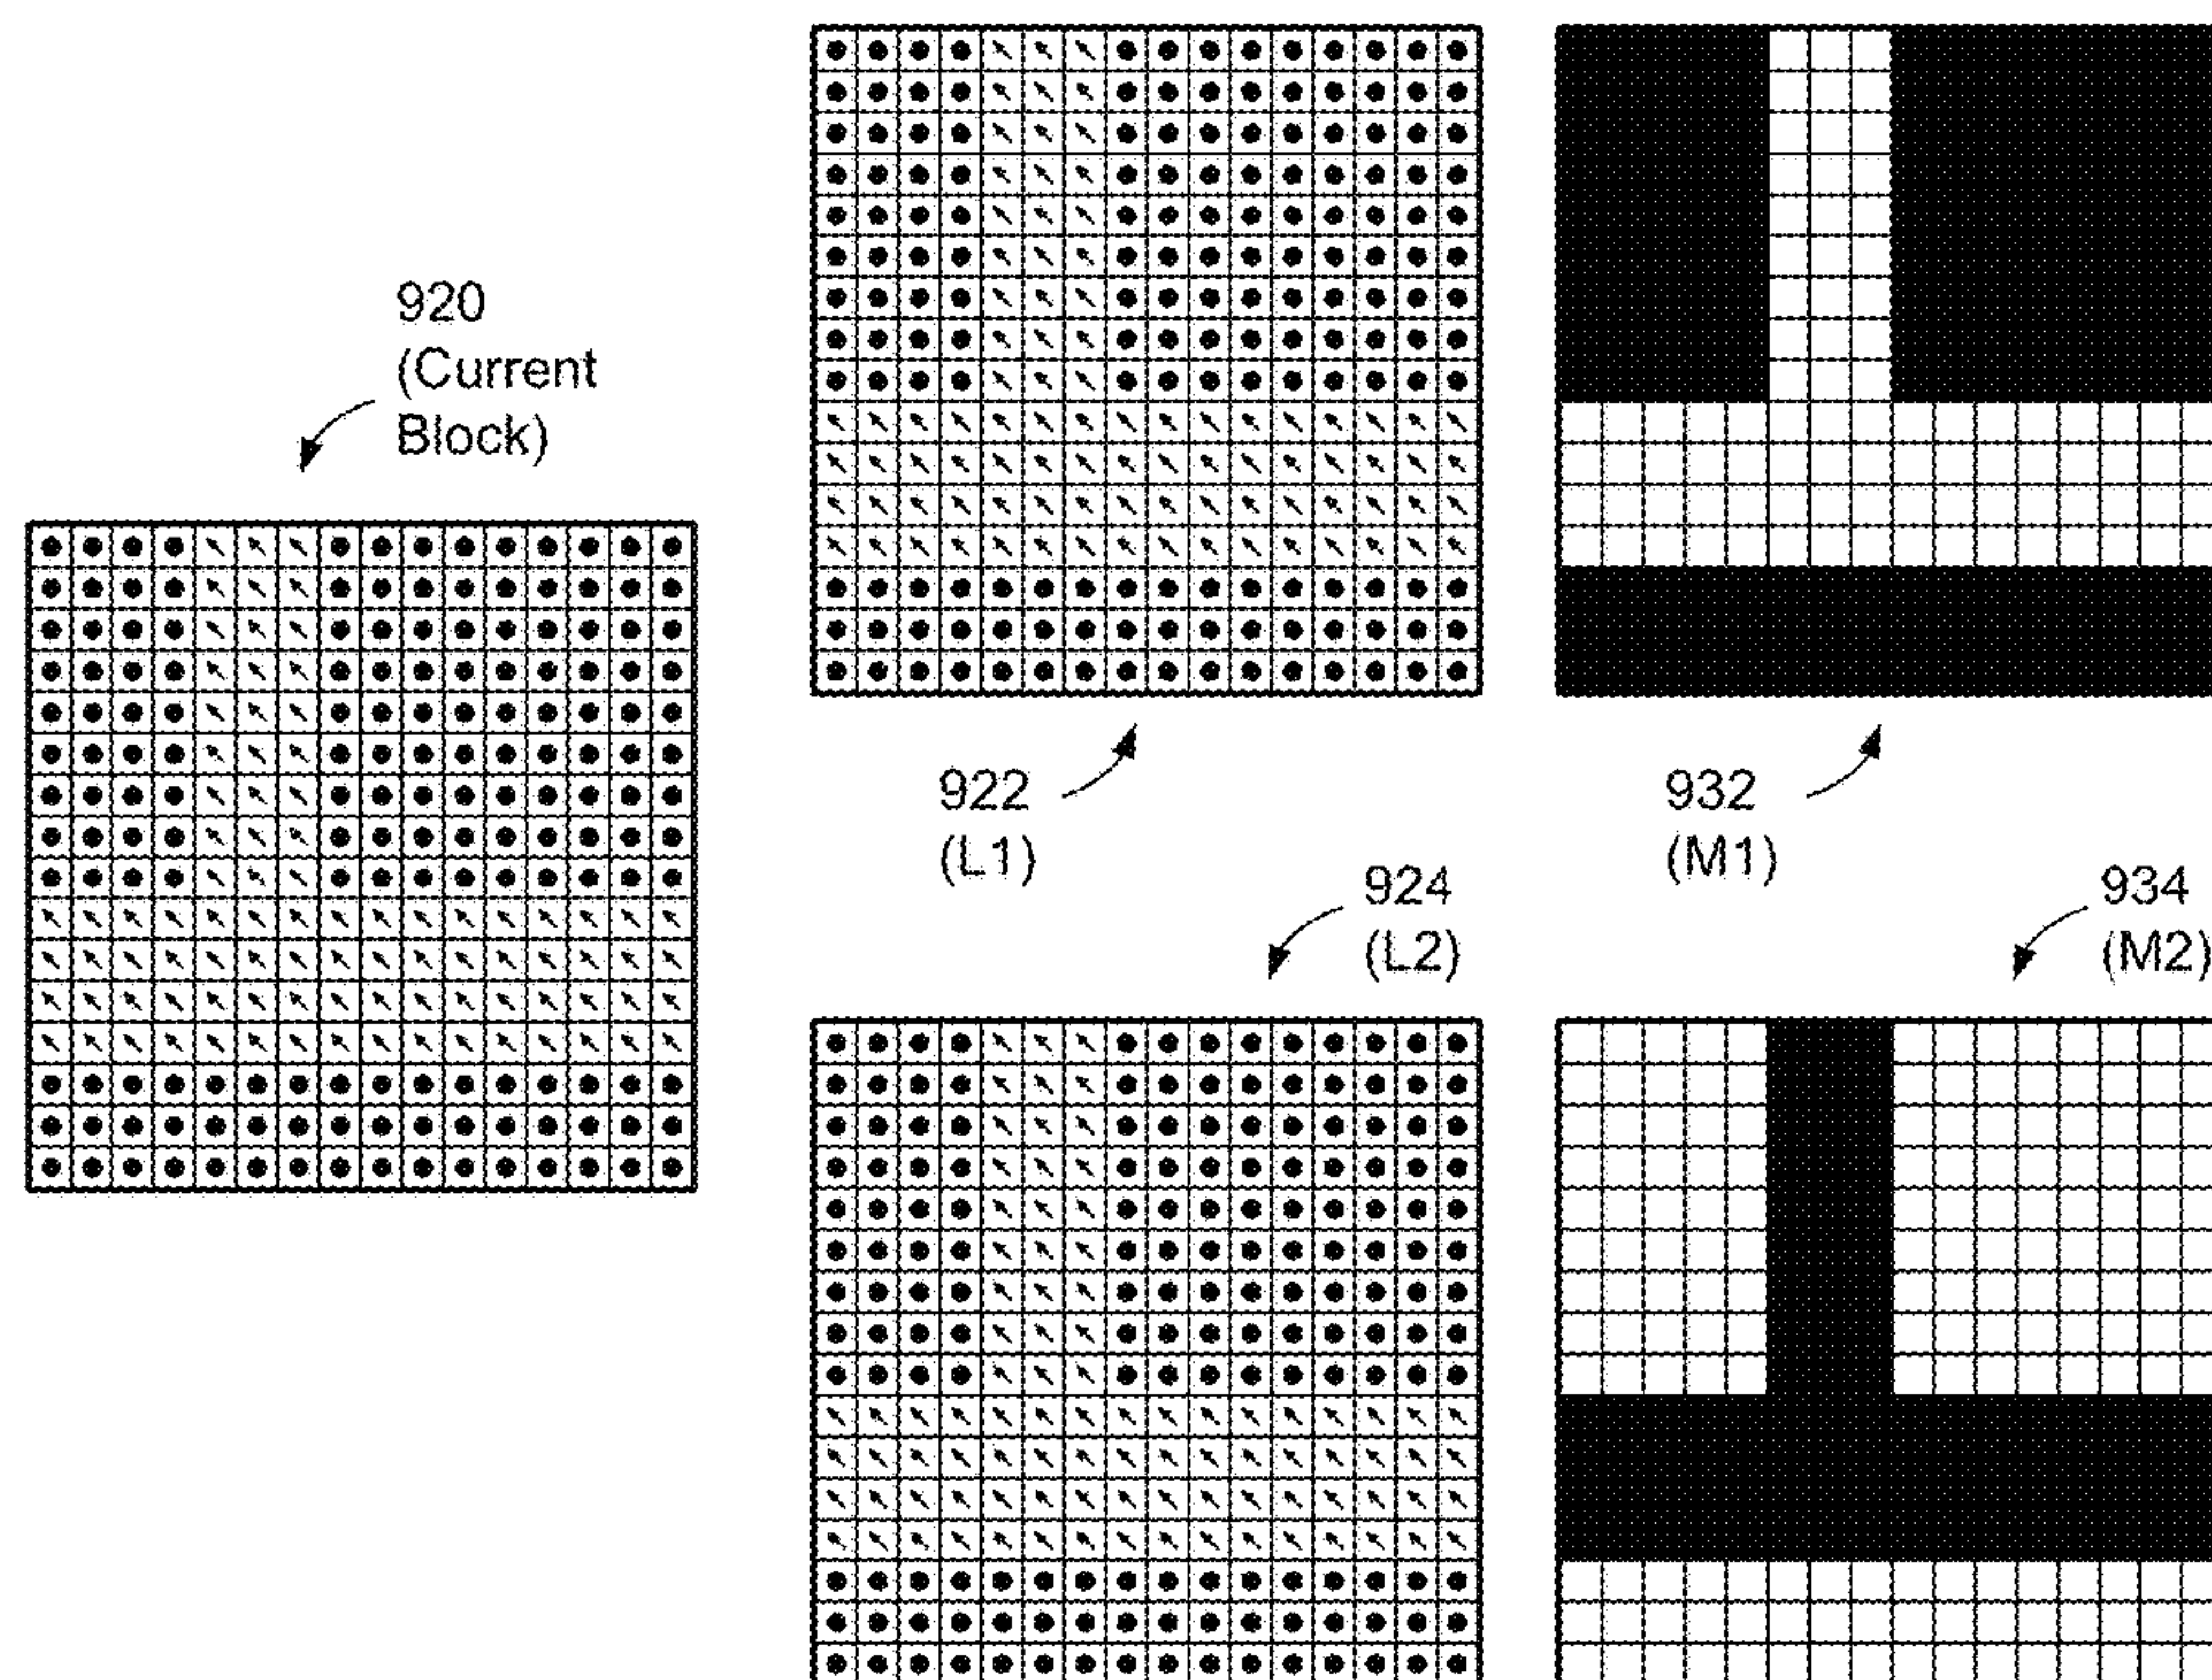 920
(Current
Block)
922
(L1)
932
(M1)
924
(L2)
934
(M2)